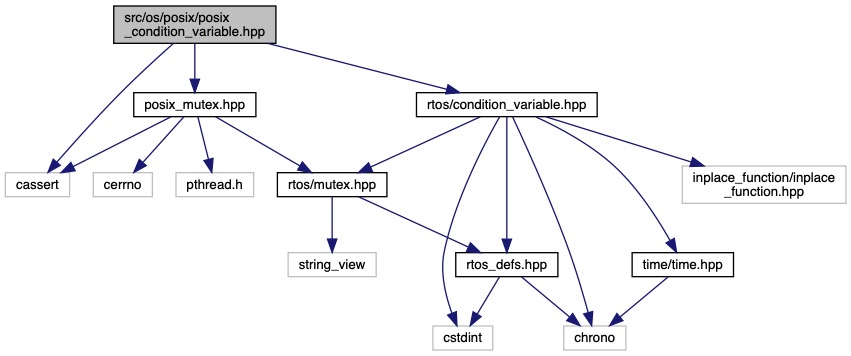 src/os/posix/posix
_condition_variable.hpp
posix_mutex.hpp
rtos/condition_variable.hpp
cassert
cerrno
pthread.h
rtos/mutex.hpp
inplace_function/inplace
_function.hpp
string_view
rtos_defs.hpp
time/time.hpp
cstdint
chrono